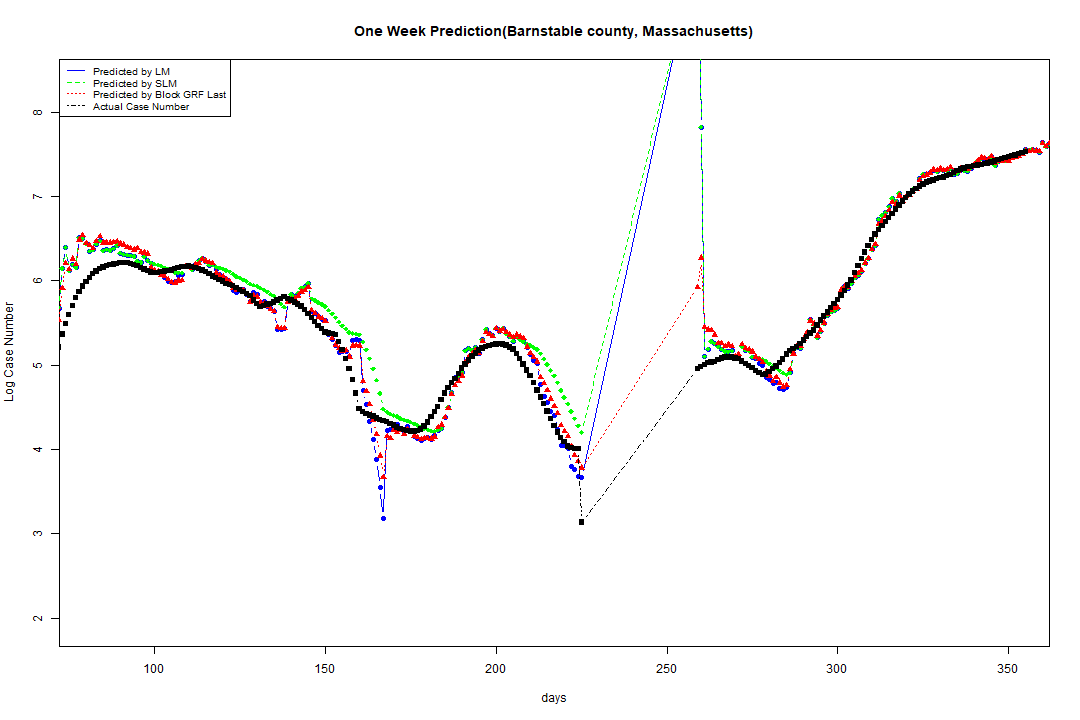 One Week Prediction(Barnstable county, Massachusetts)
Predicted by LM
Predicted by SLM
Predicted by Block GRF Last
Actual Case Number
Log Case Number
8
7
6
5
4
3
2
100 150 200 250 300 350
days